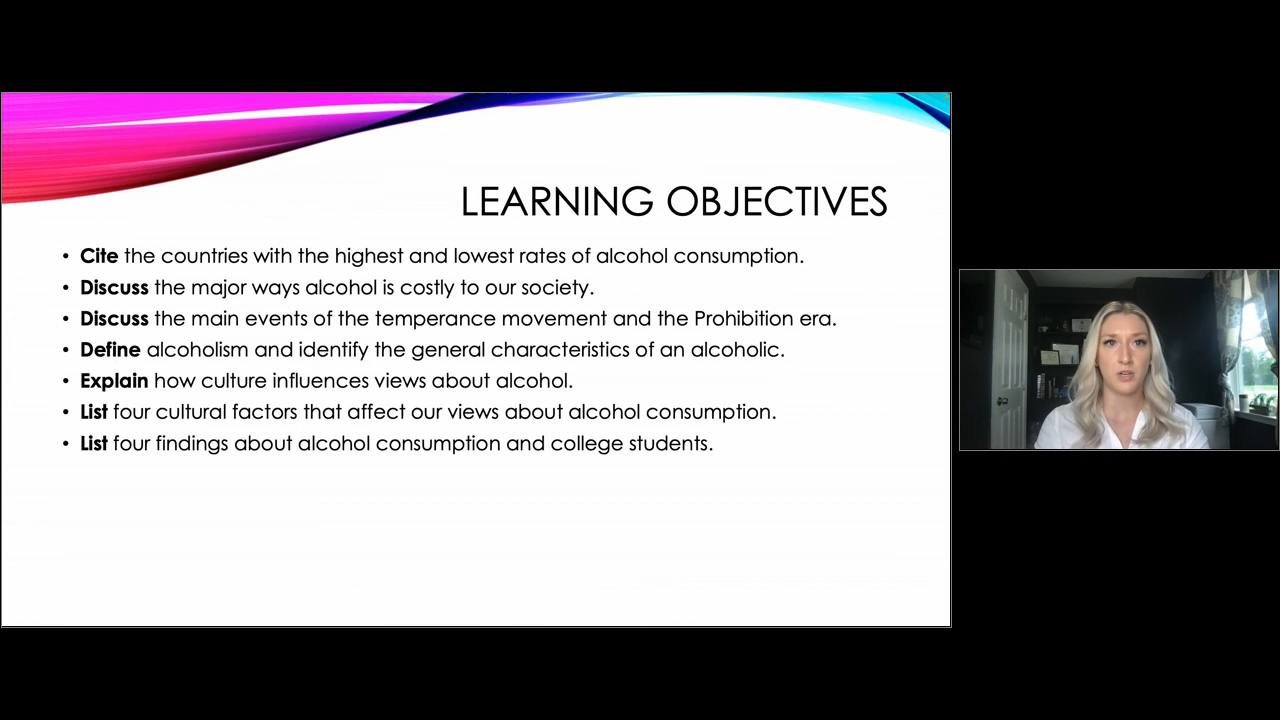 LEARNING OBJECTIVES
• Cite the countries with the highest and lowest rates of alcohol consumption.
• Discuss the major ways alcohol is costly to our society.
• Discuss the main events of the temperance movement and the Prohibition era.
• Define alcoholism and identify the general characteristics of an alcoholic.
• Explain how culture influences views about alcohol.
• List four cultural factors that affect our views about alcohol consumption.
• List four findings about alcohol consumption and college students.